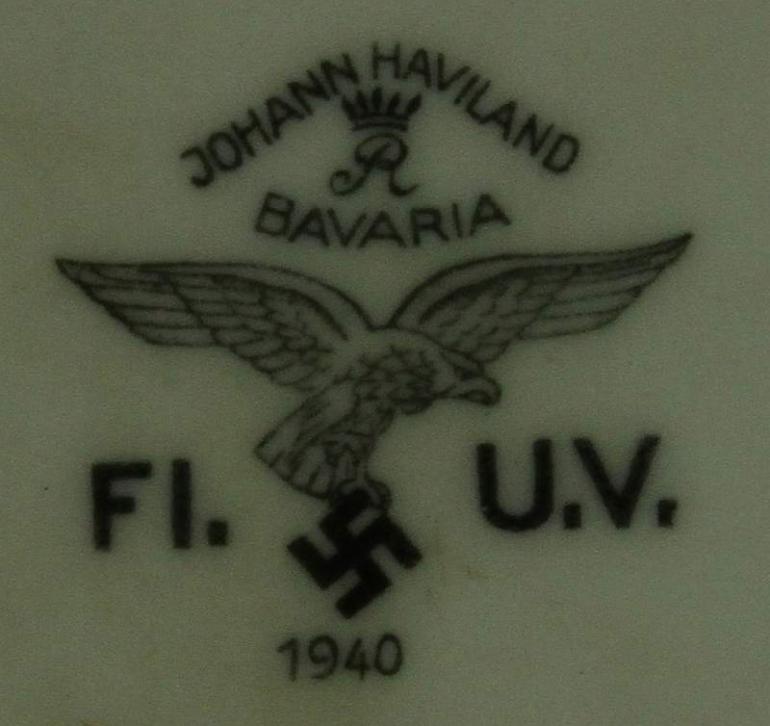 JOHANN HAVILAND
R
BAVARIA
Fl. U.V.
1940